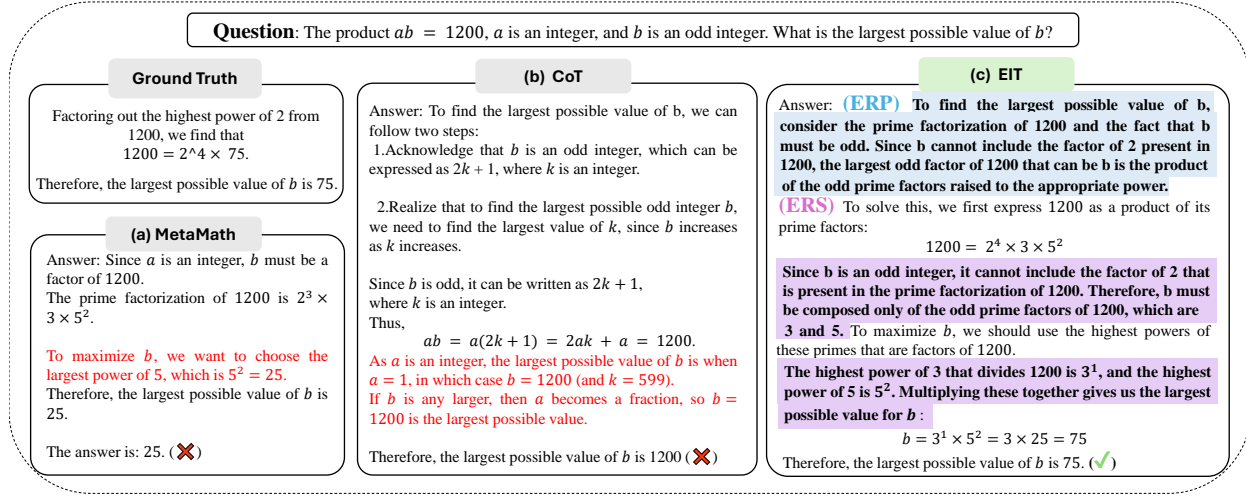 Question: The product ab = 1200, a is an integer, and b is an odd integer. What is the largest possible value of b?
Ground Truth
Factoring out the highest power of 2 from
1200, we find that
1200 = 2^4 × 75.
Therefore, the largest possible value of b is 75.
(a) MetaMath
Answer: Since a is an integer, b must be a
factor of 1200.
The prime factorization of 1200 is 2³ ×
3 × 5².
To maximize b, we want to choose the
largest power of 5, which is 5² = 25.
Therefore, the largest possible value of b is
25.
The answer is: 25. (❌)
(b) CoT
Answer: To find the largest possible value of b, we can
follow two steps:
1.Acknowledge that b is an odd integer, which can be
expressed as 2k + 1, where k is an integer.
2.Realize that to find the largest possible odd integer b,
we need to find the largest value of k, since b increases
as k increases.
Since b is odd, it can be written as 2k + 1,
where k is an integer.
Thus,
ab = a(2k + 1) = 2ak + a = 1200.
As a is an integer, the largest possible value of b is when
a = 1, in which case b = 1200 (and k = 599).
If b is any larger, then a becomes a fraction, so b =
1200 is the largest possible value.
Therefore, the largest possible value of b is 1200 (❌)
(c) EIT
Answer: (ERP) To find the largest possible value of b,
consider the prime factorization of 1200 and the fact that b
must be odd. Since b cannot include the factor of 2 present in
1200, the largest odd factor of 1200 that can be b is the product
of the odd prime factors raised to the appropriate power.
(ERS) To solve this, we first express 1200 as a product of its
prime factors:
1200 = 2⁴ × 3 × 5²
Since b is an odd integer, it cannot include the factor of 2 that
is present in the prime factorization of 1200. Therefore, b must
be composed only of the odd prime factors of 1200, which are
3 and 5. To maximize b, we should use the highest powers of
these primes that are factors of 1200.
The highest power of 3 that divides 1200 is 3¹, and the highest
power of 5 is 5². Multiplying these together gives us the largest
possible value for b :
b = 3¹ × 5² = 3 × 25 = 75
Therefore, the largest possible value of b is 75. (✓)